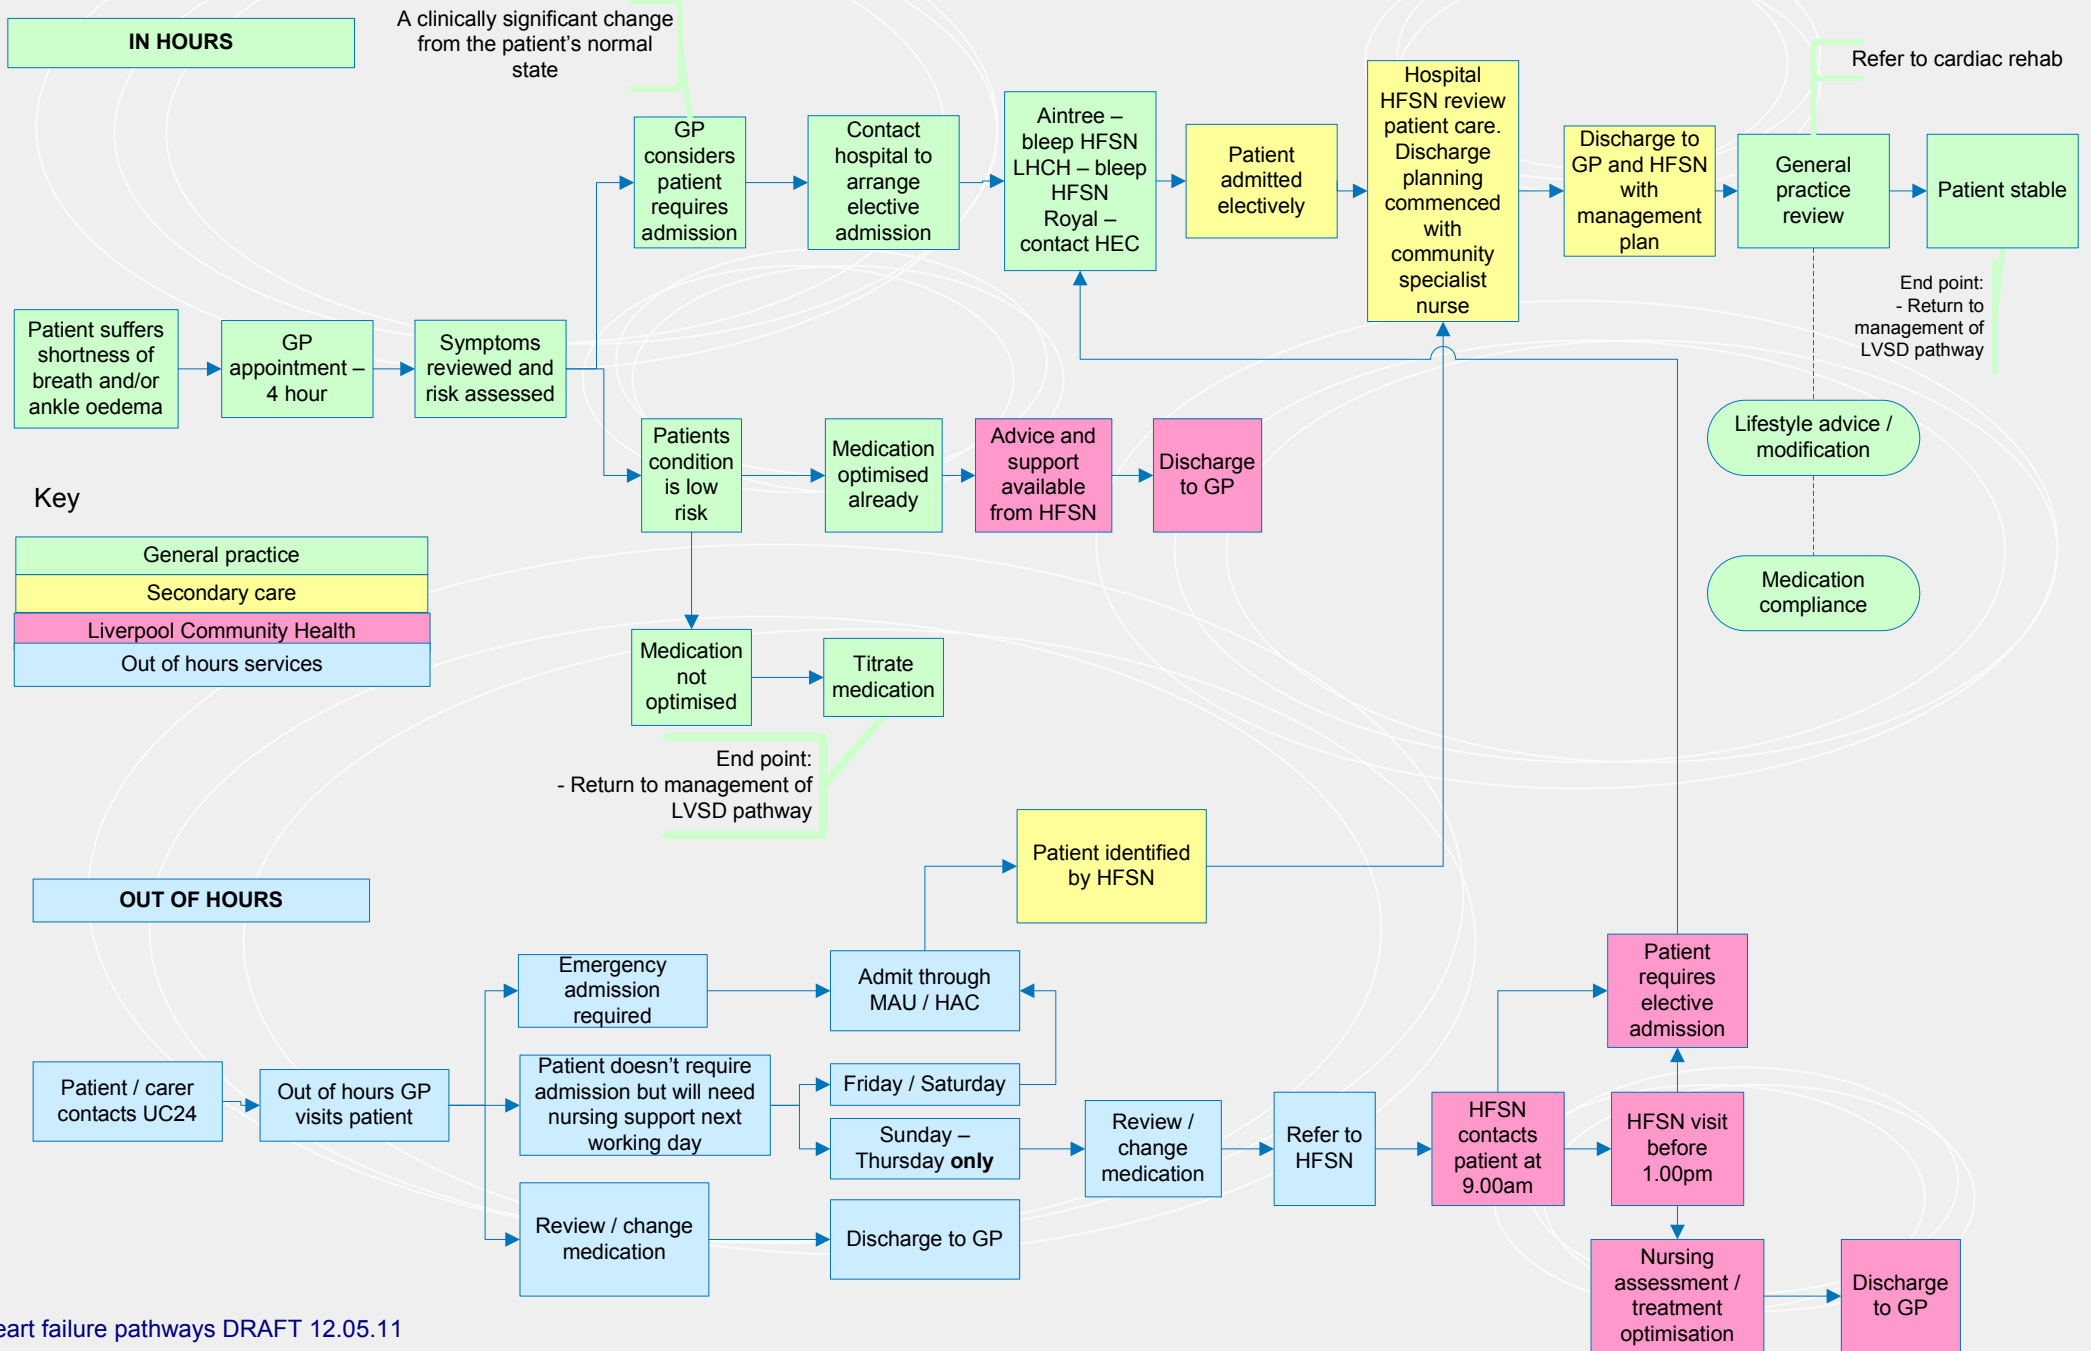 IN HOURS
A clinically significant change
from the patient's normal
state
Refer to cardiac rehab
GP
considers
patient
requires
admission
Contact
hospital to
arrange
elective
admission
Aintree –
bleep HFSN
LHCH – bleep
HFSN
Royal –
contact HEC
Patient
admitted
electively
Hospital
HFSN review
patient care.
Discharge
planning
commenced
with
community
specialist
nurse
Discharge to
GP and HFSN
with
management
plan
General
practice
review
Patient stable
End point:
- Return to
management of
LVSD pathway
Patient suffers
shortness of
breath and/or
ankle oedema
GP
appointment –
4 hour
Symptoms
reviewed and
risk assessed
Patients
condition
is low
risk
Medication
optimised
already
Advice and
support
available
from HFSN
Discharge
to GP
Lifestyle advice /
modification
Medication
compliance
Key
General practice
Secondary care
Liverpool Community Health
Out of hours services
Medication
not
optimised
Titrate
medication
End point:
- Return to management of
LVSD pathway
OUT OF HOURS
Patient identified
by HFSN
Emergency
admission
required
Admit through
MAU / HAC
Patient
requires
elective
admission
Patient / carer
contacts UC24
Out of hours GP
visits patient
Patient doesn't require
admission but will need
nursing support next
working day
Friday / Saturday
Sunday –
Thursday only
Review /
change
medication
Refer to
HFSN
HFSN
contacts
patient at
9.00am
HFSN visit
before
1.00pm
Review / change
medication
Discharge to GP
Nursing
assessment /
treatment
optimisation
Discharge
to GP
eart failure pathways DRAFT 12.05.11